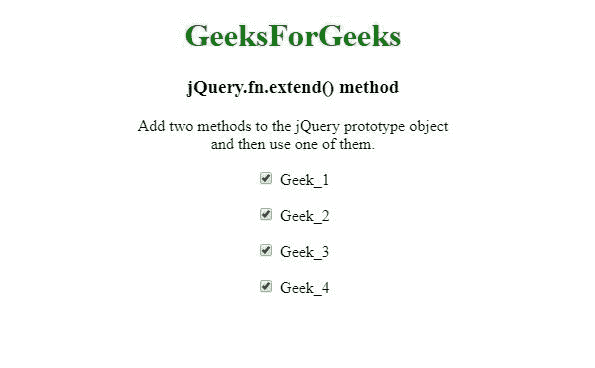 GeeksForGeeks
jQuery.fn.extend() method
Add two methods to the jQuery prototype object
and then use one of them.
Geek_1
Geek_2
Geek_3
Geek_4